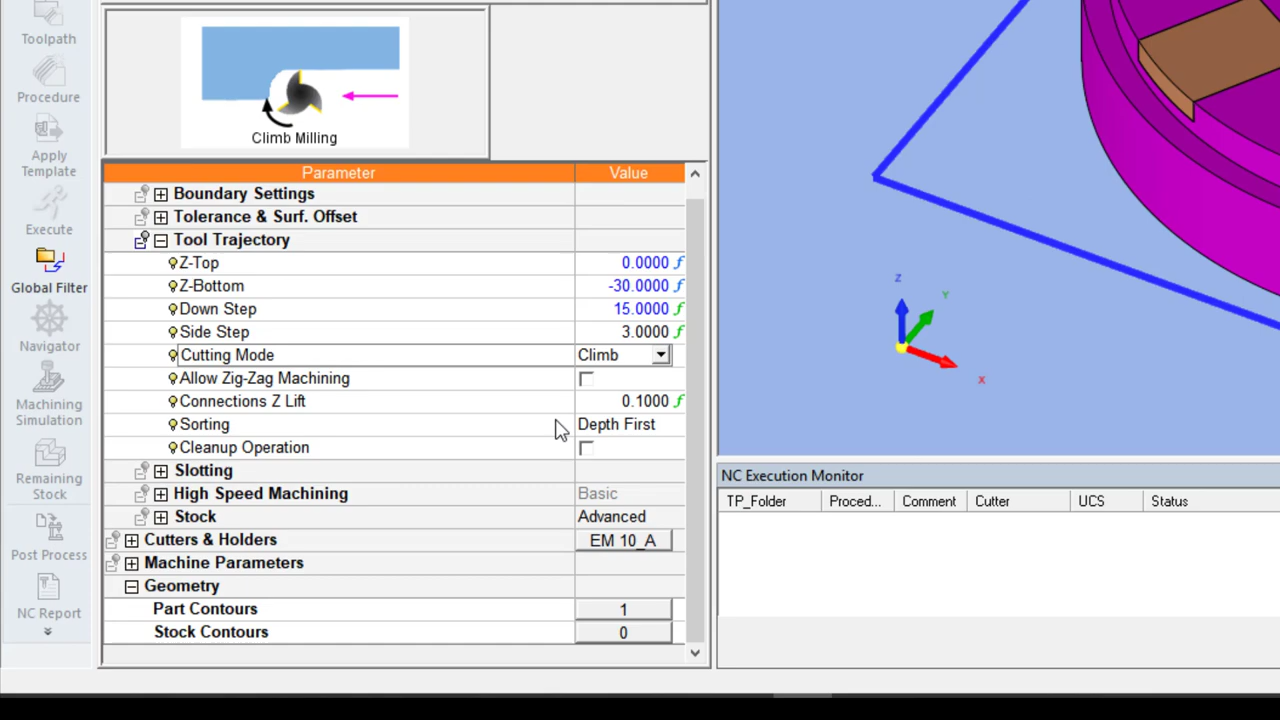 Toolpath
Procedure
Apply
Template
Execute
Global Filter
Navigator
Machining
Simulation
Remaining
Stock
Post Process
NC Report
Climb Milling
Parameter Value
Boundary Settings
Tolerance & Surf. Offset
Tool Trajectory
Z-Top 0.0000 f
Z-Bottom -30.0000 f
Down Step 15.0000 f
Side Step 3.0000 f
Cutting Mode Climb
Allow Zig-Zag Machining
Connections Z Lift 0.1000 f
Sorting Depth First
Cleanup Operation
Slotting
High Speed Machining Basic
Stock Advanced
Cutters & Holders EM 10_A
Machine Parameters
Geometry
Part Contours 1
Stock Contours 0
Z
Y
X
NC Execution Monitor
TP_Folder Proced... Comment Cutter UCS Status